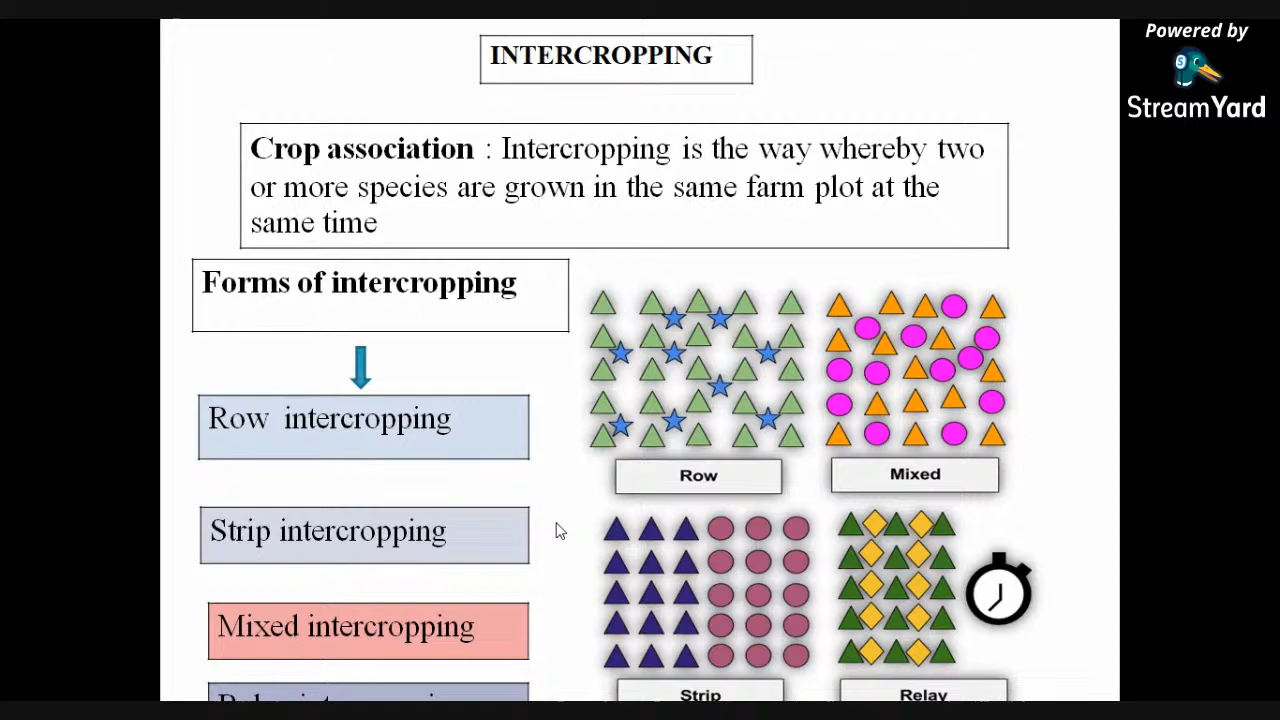 Powered by
StreamYard
INTERCROPPING
Crop association : Intercropping is the way whereby two
or more species are grown in the same farm plot at the
same time
Forms of intercropping
Row intercropping
Row
Mixed
Strip intercropping
Mixed intercropping
Strip
Relay